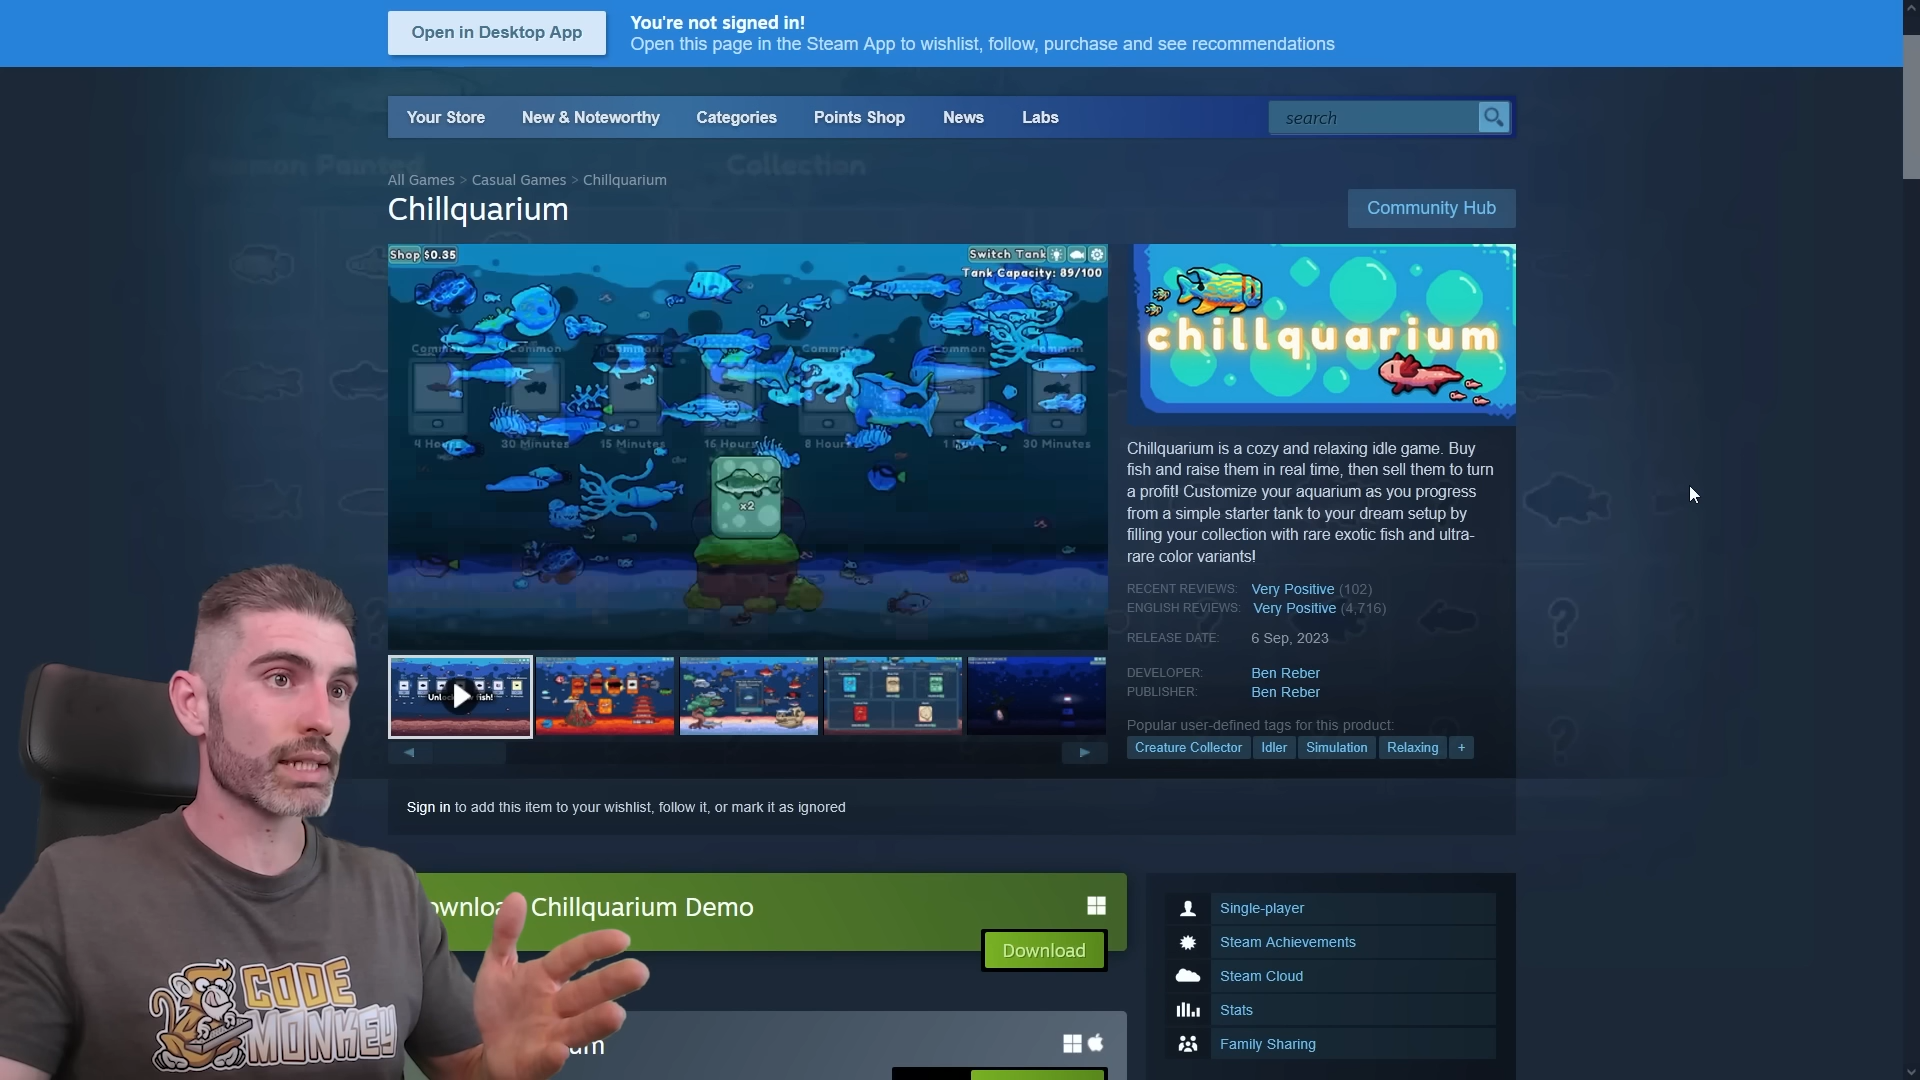 Open in Desktop App
You're not signed in!
Open this page in the Steam App to wishlist, follow, purchase and see recommendations
Your Store
New & Noteworthy
Categories
Points Shop
News
Labs
search
Collection
All Games > Casual Games > Chillquarium
Chillquarium
Community Hub
Shop $0.35
Switch Tank
Tank Capacity: 89/100
Common
Common
Common
Common
Common
Common
4 Hours
30 Minutes
15 Minutes
16 Hours
8 Hours
30 Minutes
x2
chillquarium
Chillquarium is a cozy and relaxing idle game. Buy
fish and raise them in real time, then sell them to turn
a profit! Customize your aquarium as you progress
from a simple starter tank to your dream setup by
filling your collection with rare exotic fish and ultra-
rare color variants!
RECENT REVIEWS: Very Positive (102)
ENGLISH REVIEWS: Very Positive (4,716)
RELEASE DATE: 6 Sep, 2023
DEVELOPER: Ben Reber
PUBLISHER: Ben Reber
Popular user-defined tags for this product:
Creature Collector
Idler
Simulation
Relaxing
+
Sign in to add this item to your wishlist, follow it, or mark it as ignored
Chillquarium Demo
Download
Single-player
Steam Achievements
Steam Cloud
Stats
Family Sharing
CODE
MONKEY